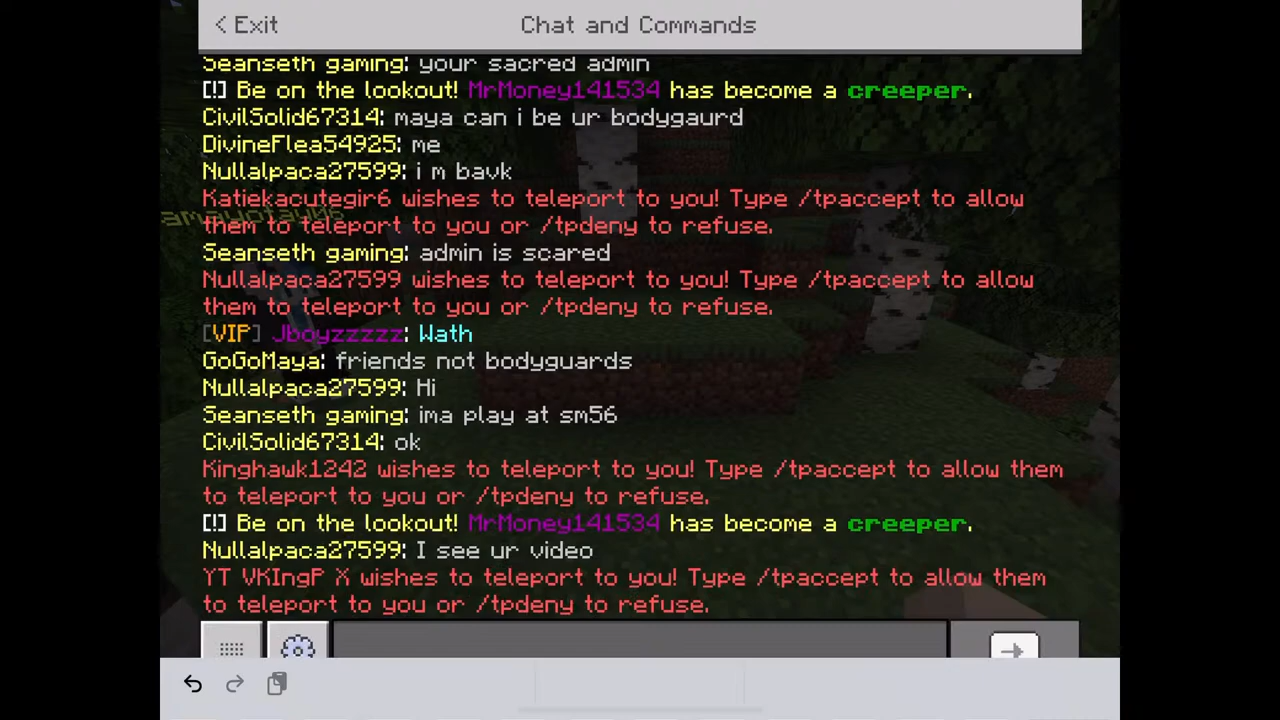 < Exit
Chat and Commands
Seanseth gaming: your sacred admin
[!] Be on the lookout! MrMoney141534 has become a creeper.
CivilSolid67314: maya can i be ur bodygaurd
DivineFlea54925: me
Nullalpaca27599: i m bavk
Katiekacutegir6 wishes to teleport to you! Type /tpaccept to allow
them to teleport to you or /tpdeny to refuse.
Seanseth gaming: admin is scared
Nullalpaca27599 wishes to teleport to you! Type /tpaccept to allow
them to teleport to you or /tpdeny to refuse.
[VIP] Jboyzzzzz: Wath
GoGoMaya: friends not bodyguards
Nullalpaca27599: Hi
Seanseth gaming: ima play at sm56
CivilSolid67314: ok
Kinghawk1242 wishes to teleport to you! Type /tpaccept to allow them
to teleport to you or /tpdeny to refuse.
[!] Be on the lookout! MrMoney141534 has become a creeper.
Nullalpaca27599: I see ur video
YT VKIngP X wishes to teleport to you! Type /tpaccept to allow them
to teleport to you or /tpdeny to refuse.